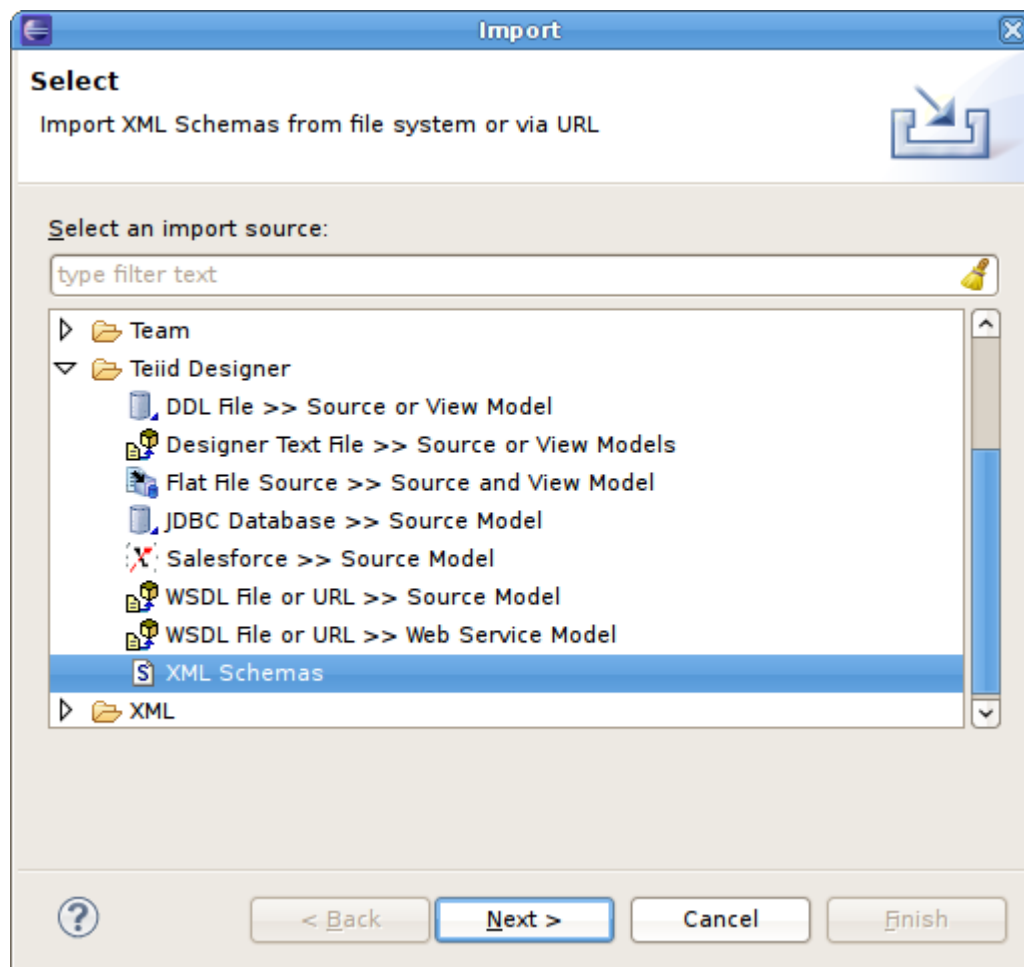 Import
Select
Import XML Schemas from file system or via URL
Select an import source:
type filter text
Team
Teiid Designer
DDL File >> Source or View Model
Designer Text File >> Source or View Models
Flat File Source >> Source and View Model
JDBC Database >> Source Model
Salesforce >> Source Model
WSDL File or URL >> Source Model
WSDL File or URL >> Web Service Model
XML Schemas
XML
< Back Next > Cancel Finish